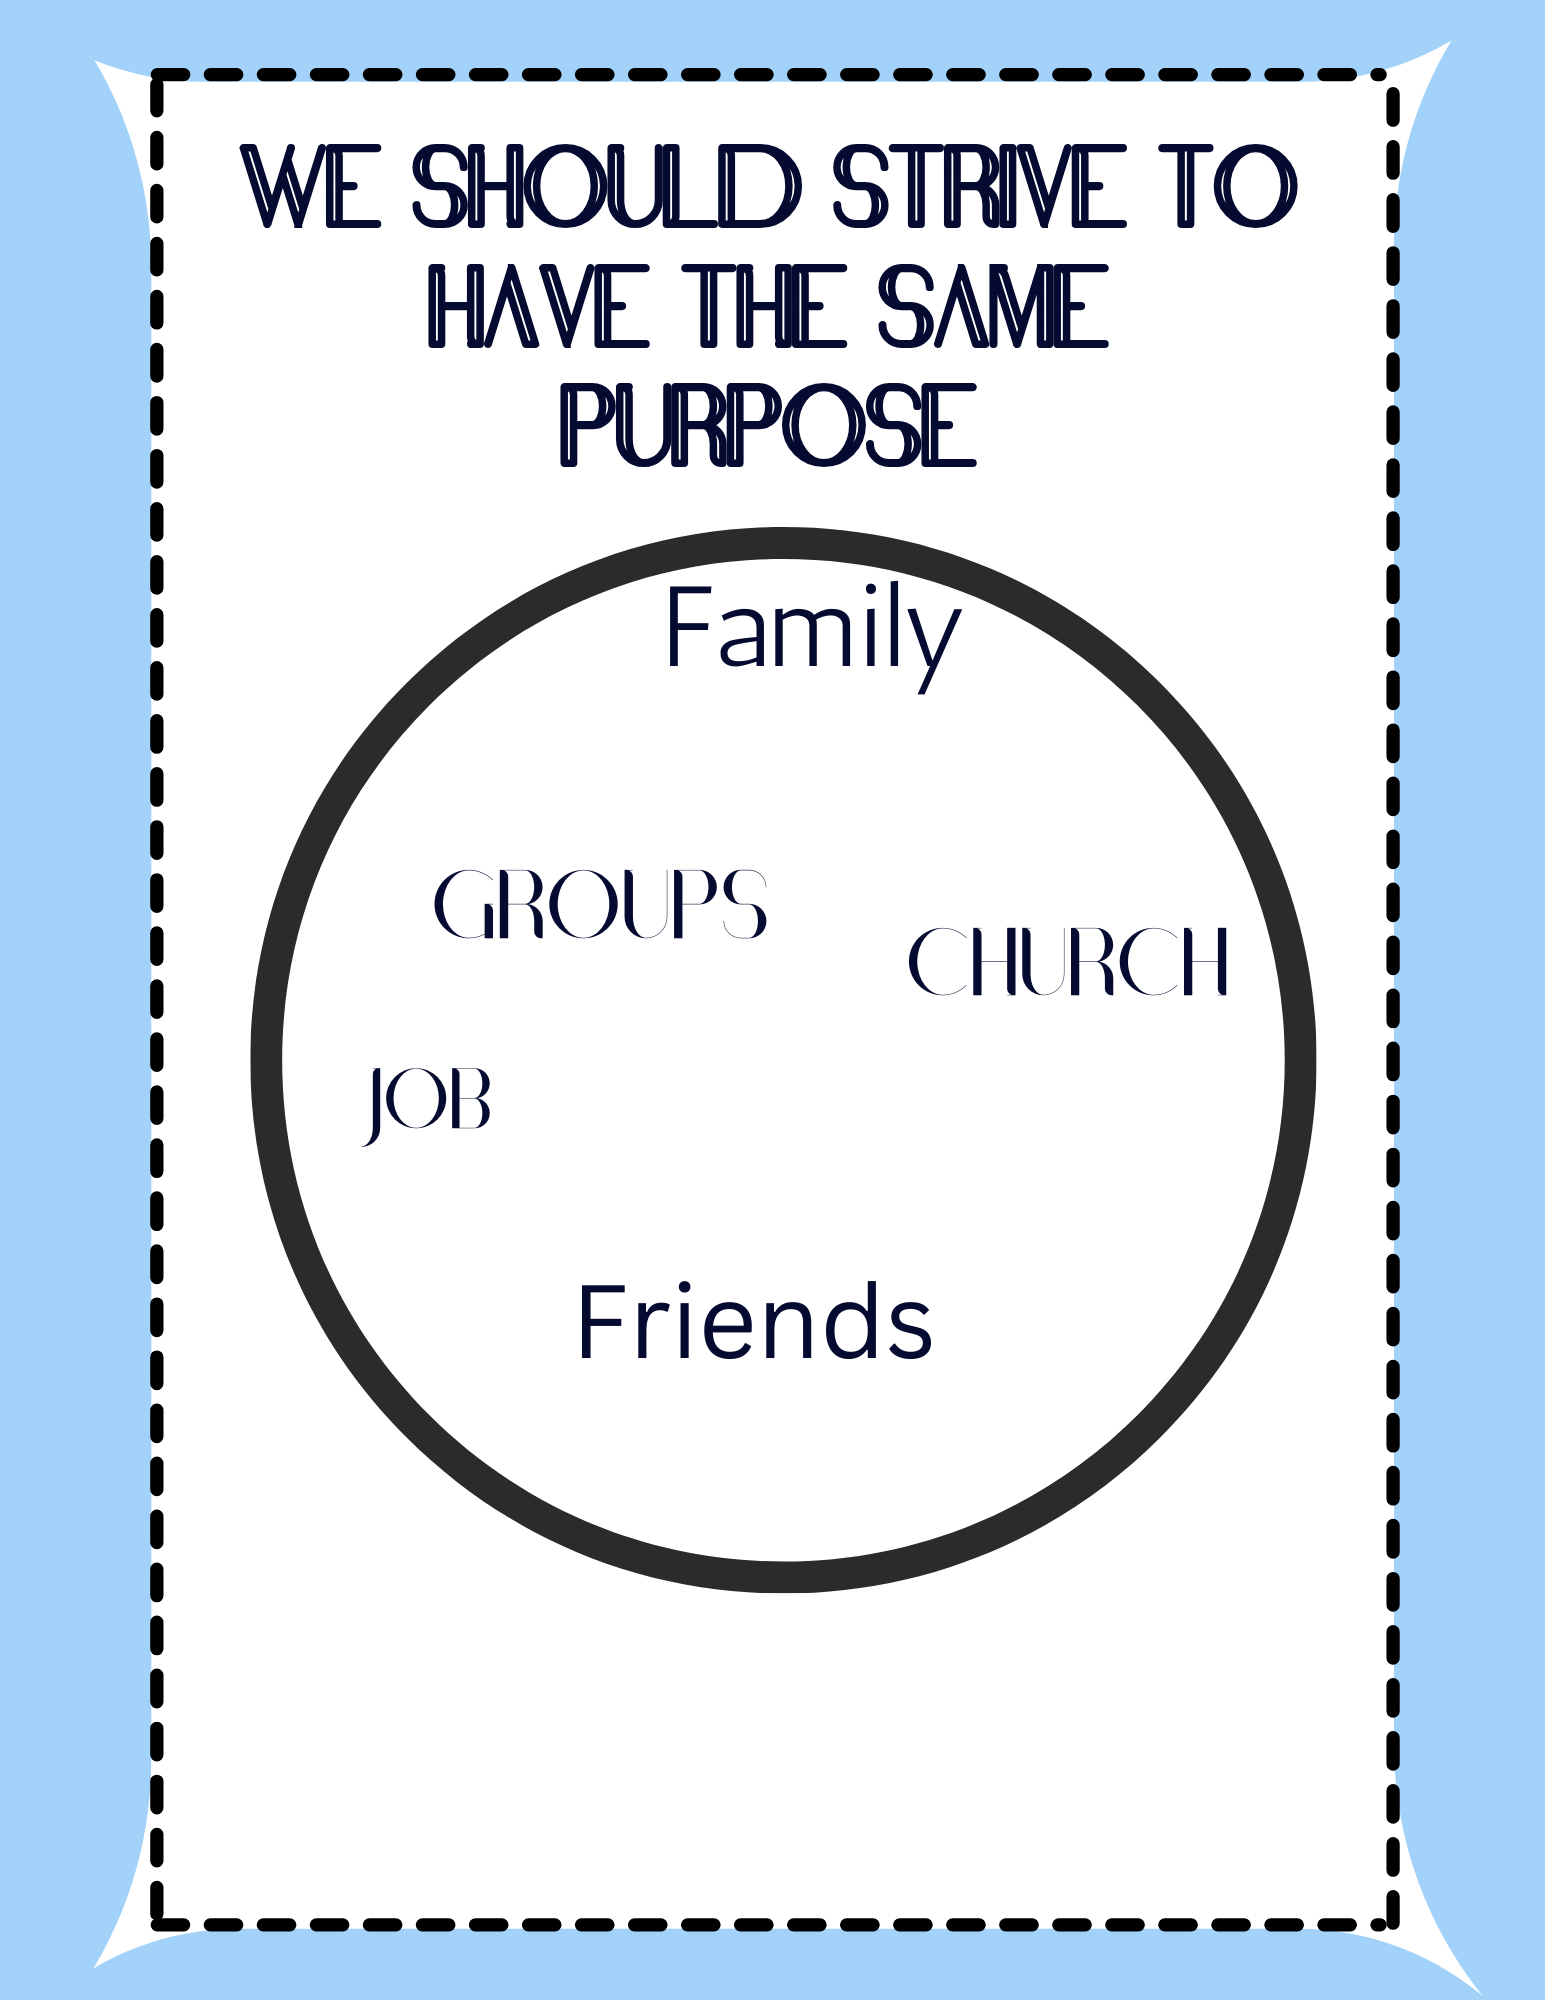 WE SHOULD STRIVE TO
HAVE THE SAME
PURPOSE
Family
GROUPS
CHURCH
JOB
Friends